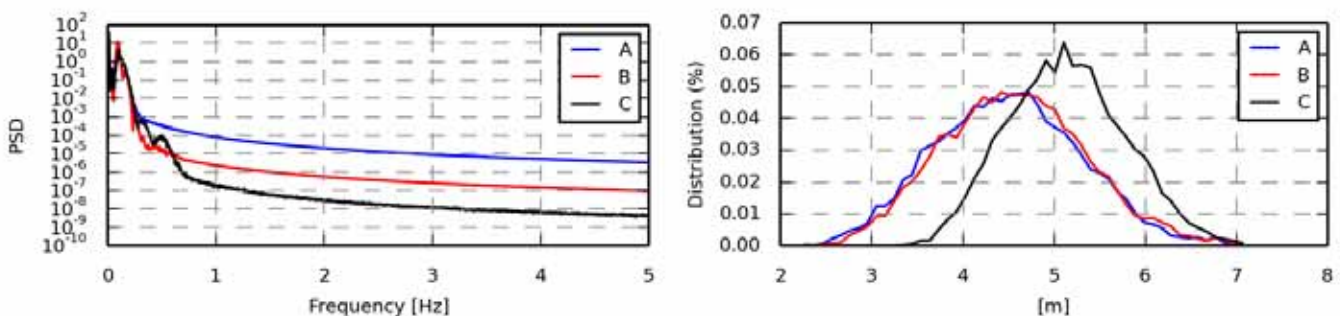 10^2
10^1
10^0
10^-1
10^-2
10^-3
10^-4
10^-5
10^-6
10^-7
10^-8
10^-9
10^-10
PSD
0 1 2 3 4 5
Frequency [Hz]
A
B
C
0.07
0.06
0.05
0.04
0.03
0.02
0.01
0.00
Distribution (%)
2 3 4 5 6 7 8
[m]
A
B
C